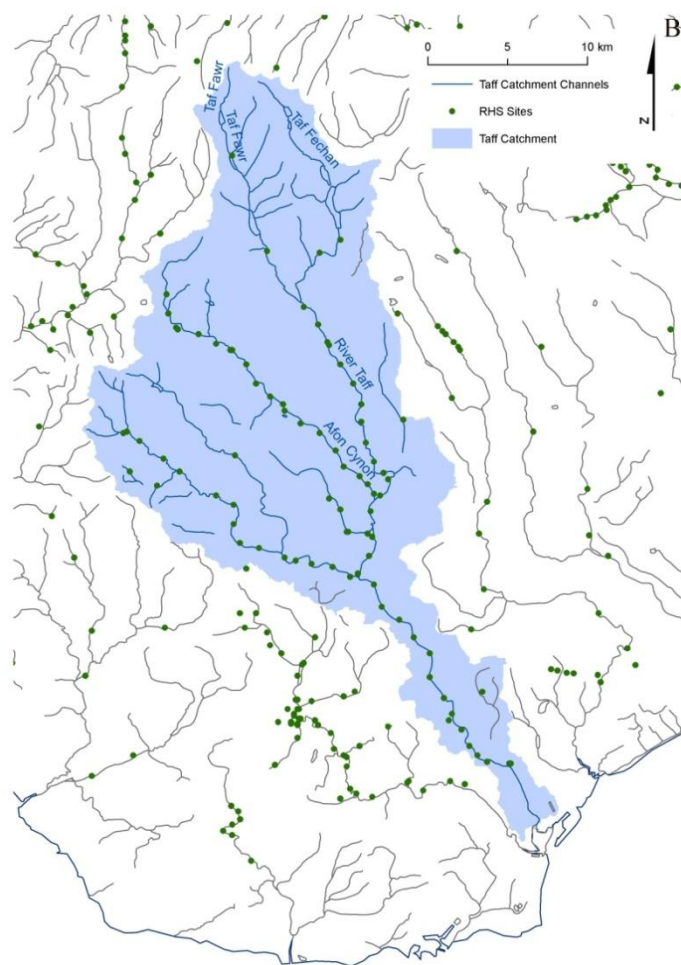 B
0 5 10 km
Taff Catchment Channels
RHS Sites
Taff Catchment
N
Taf Fawr
Taf Fawr
Taf Fechan
River Taff
Afon Cynon